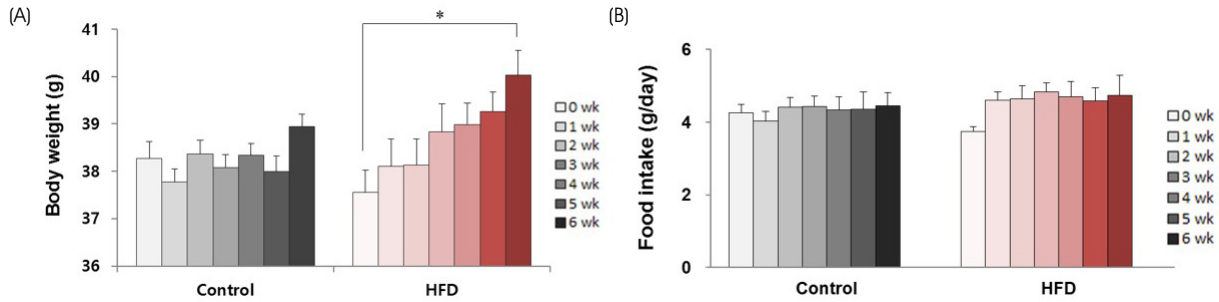 (A)
Body weight (g)
41
40
39
38
37
36
*
Control
HFD
0 wk
1 wk
2 wk
3 wk
4 wk
5 wk
6 wk
(B)
Food intake (g/day)
6
4
2
0
Control
HFD
0 wk
1 wk
2 wk
3 wk
4 wk
5 wk
6 wk